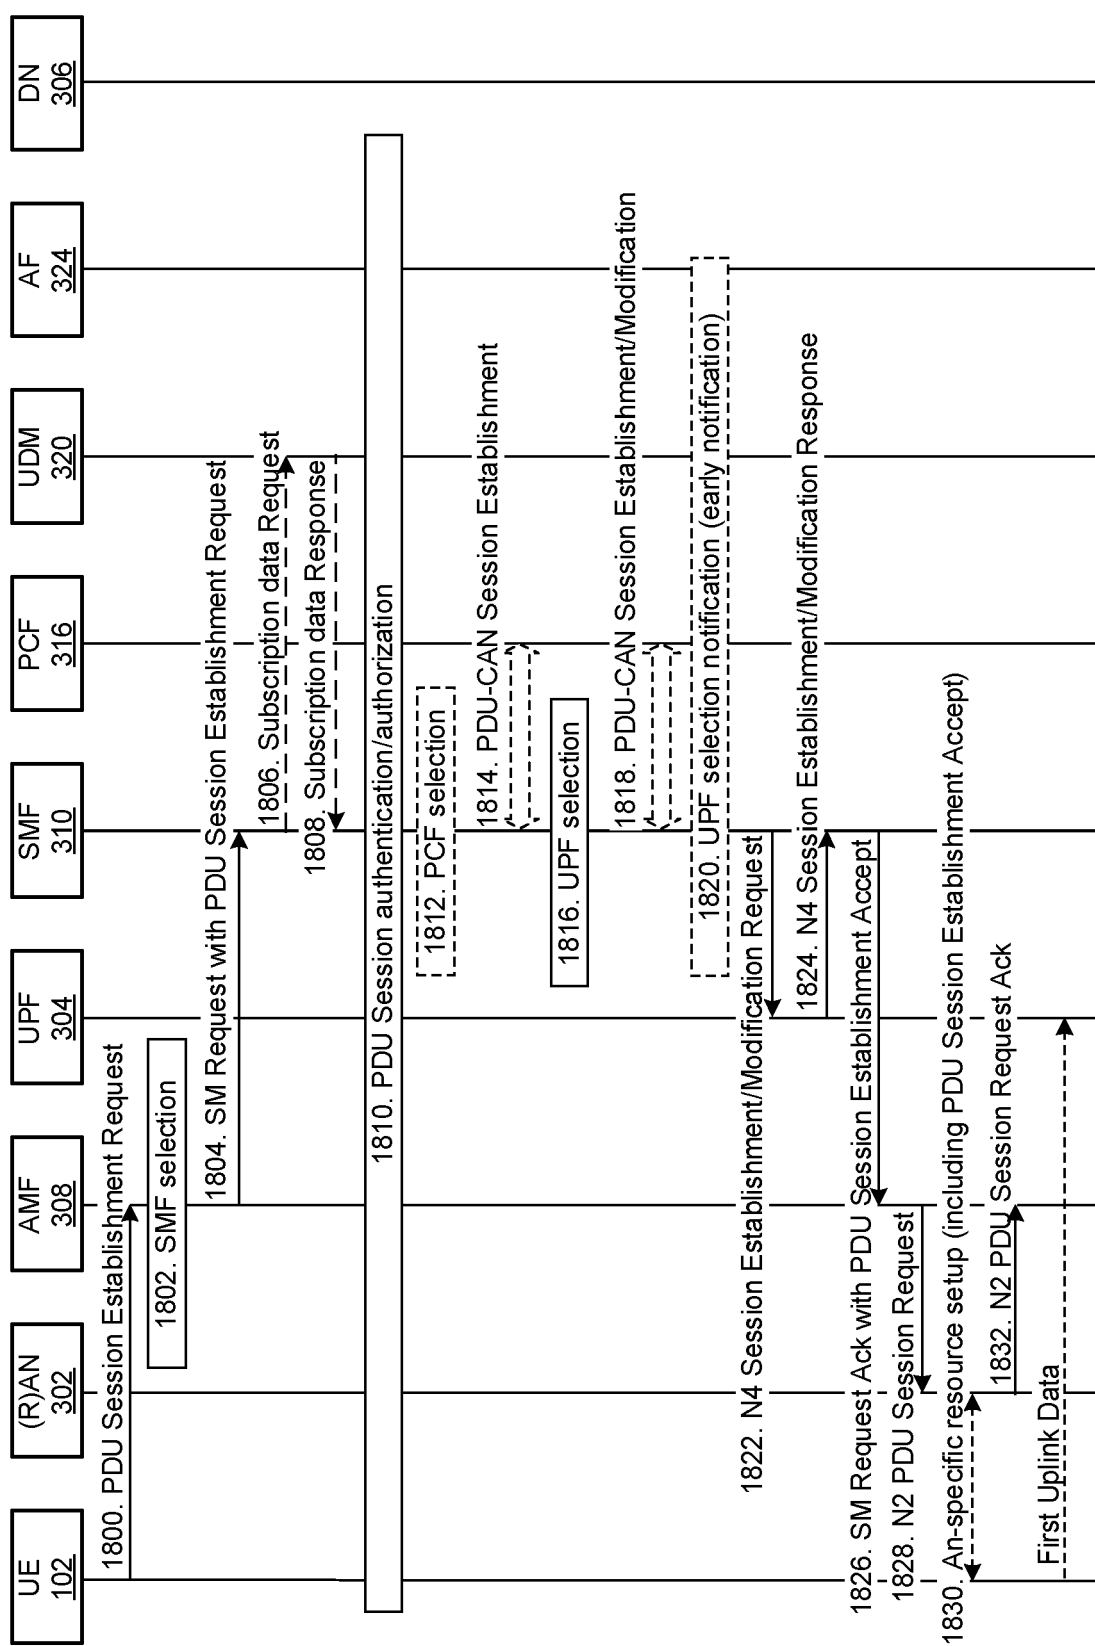 UE
102
(R)AN
302
AMF
308
UPF
304
SMF
310
PCF
316
UDM
320
AF
324
DN
306
1800. PDU Session Establishment Request
1802. SMF selection
1804. SM Request with PDU Session Establishment Request
1806. Subscription data Request
1808. Subscription data Response
1810. PDU Session authentication/authorization
1812. PCF selection
1814. PDU-CAN Session Establishment
1816. UPF selection
1818. PDU-CAN Session Establishment/Modification
1820. UPF selection notification (early notification)
1822. N4 Session Establishment/Modification Request
1824. N4 Session Establishment/Modification Response
1826. SM Request Ack with PDU Session Establishment Accept
1828. N2 PDU Session Request
1830. An-specific resource setup (including PDU Session Establishment Accept)
1832. N2 PDU Session Request Ack
First Uplink Data